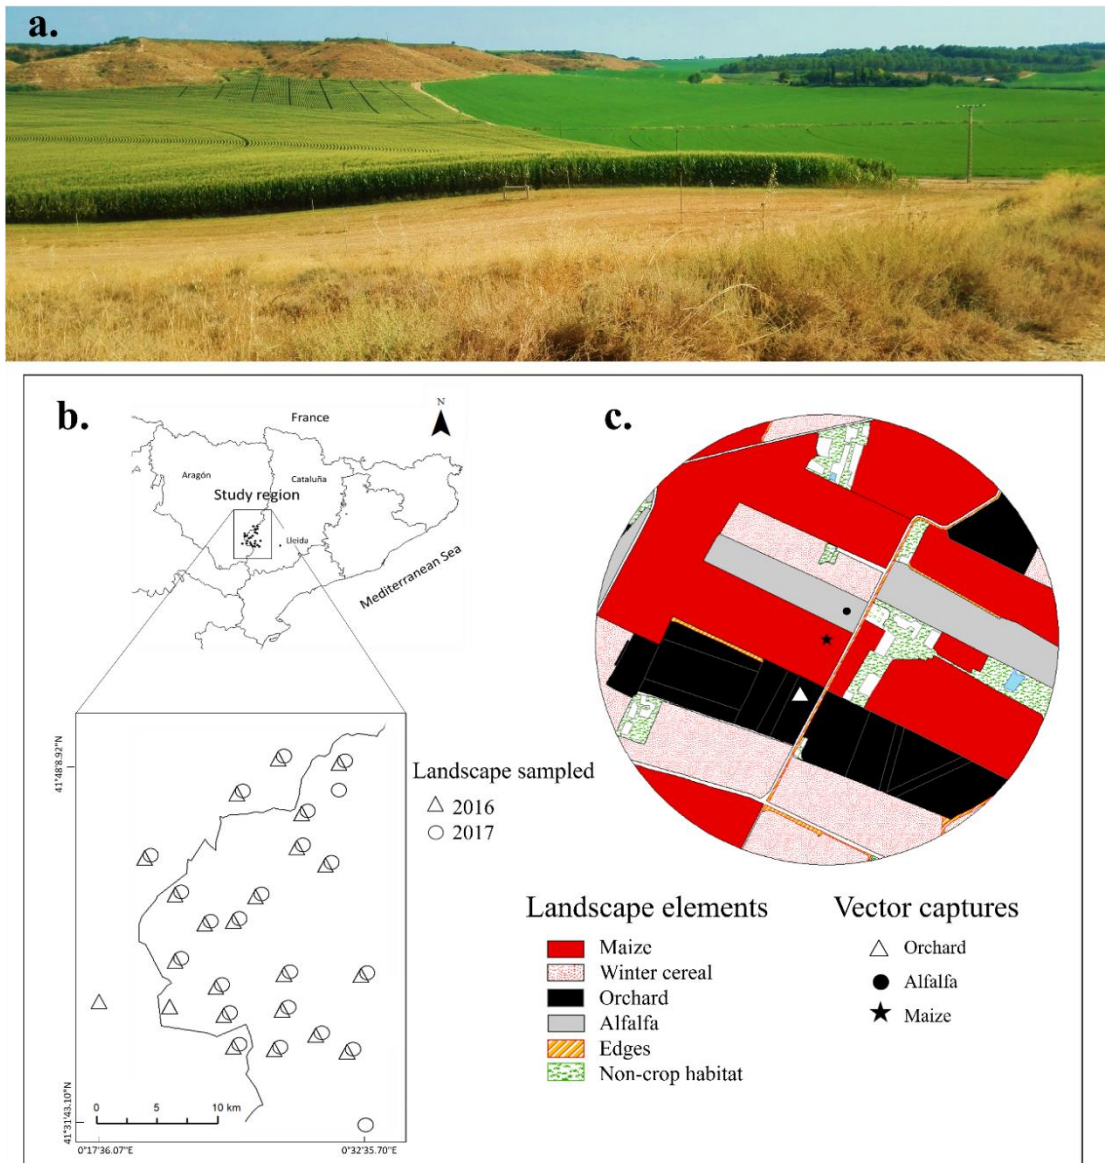 a.
b.
N
France
Aragón
Cataluña
Study region
Lleida
Mediterranean Sea
41°48'8.92"N
41°31'43.10"N
0 5 10 km
0°17'36.07"E
0°32'35.70"E
Landscape sampled
2016
2017
c.
Landscape elements
Maize
Winter cereal
Orchard
Alfalfa
Edges
Non-crop habitat
Vector captures
Orchard
Alfalfa
Maize